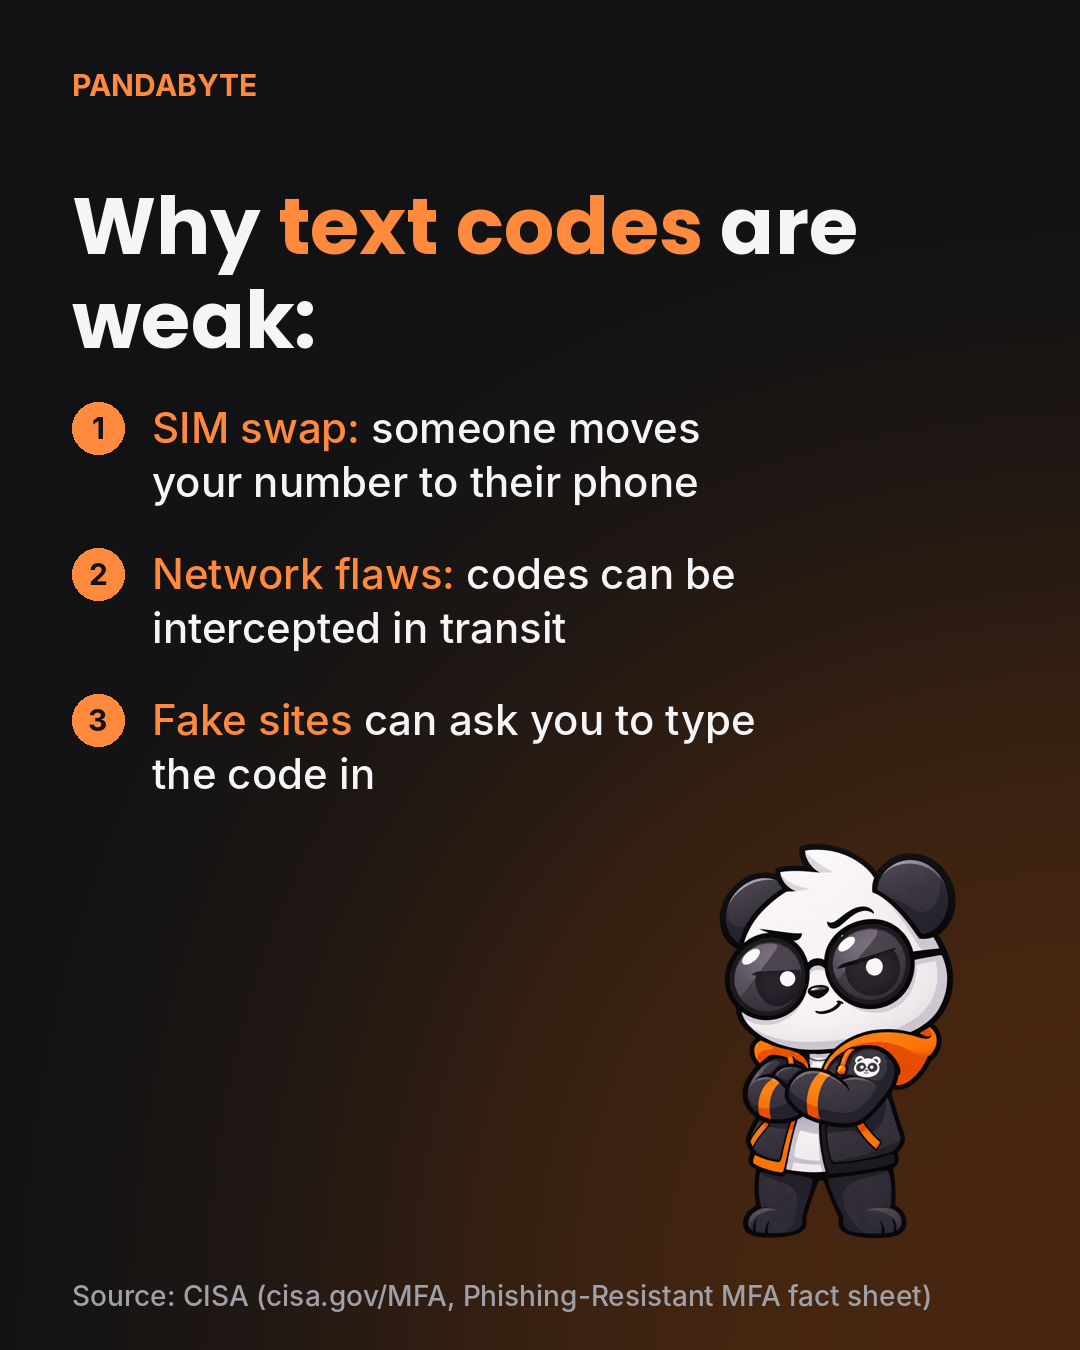 PANDABYTE
Why text codes are
weak:
1 SIM swap: someone moves
your number to their phone
2 Network flaws: codes can be
intercepted in transit
3 Fake sites can ask you to type
the code in
Source: CISA (cisa.gov/MFA, Phishing-Resistant MFA fact sheet)